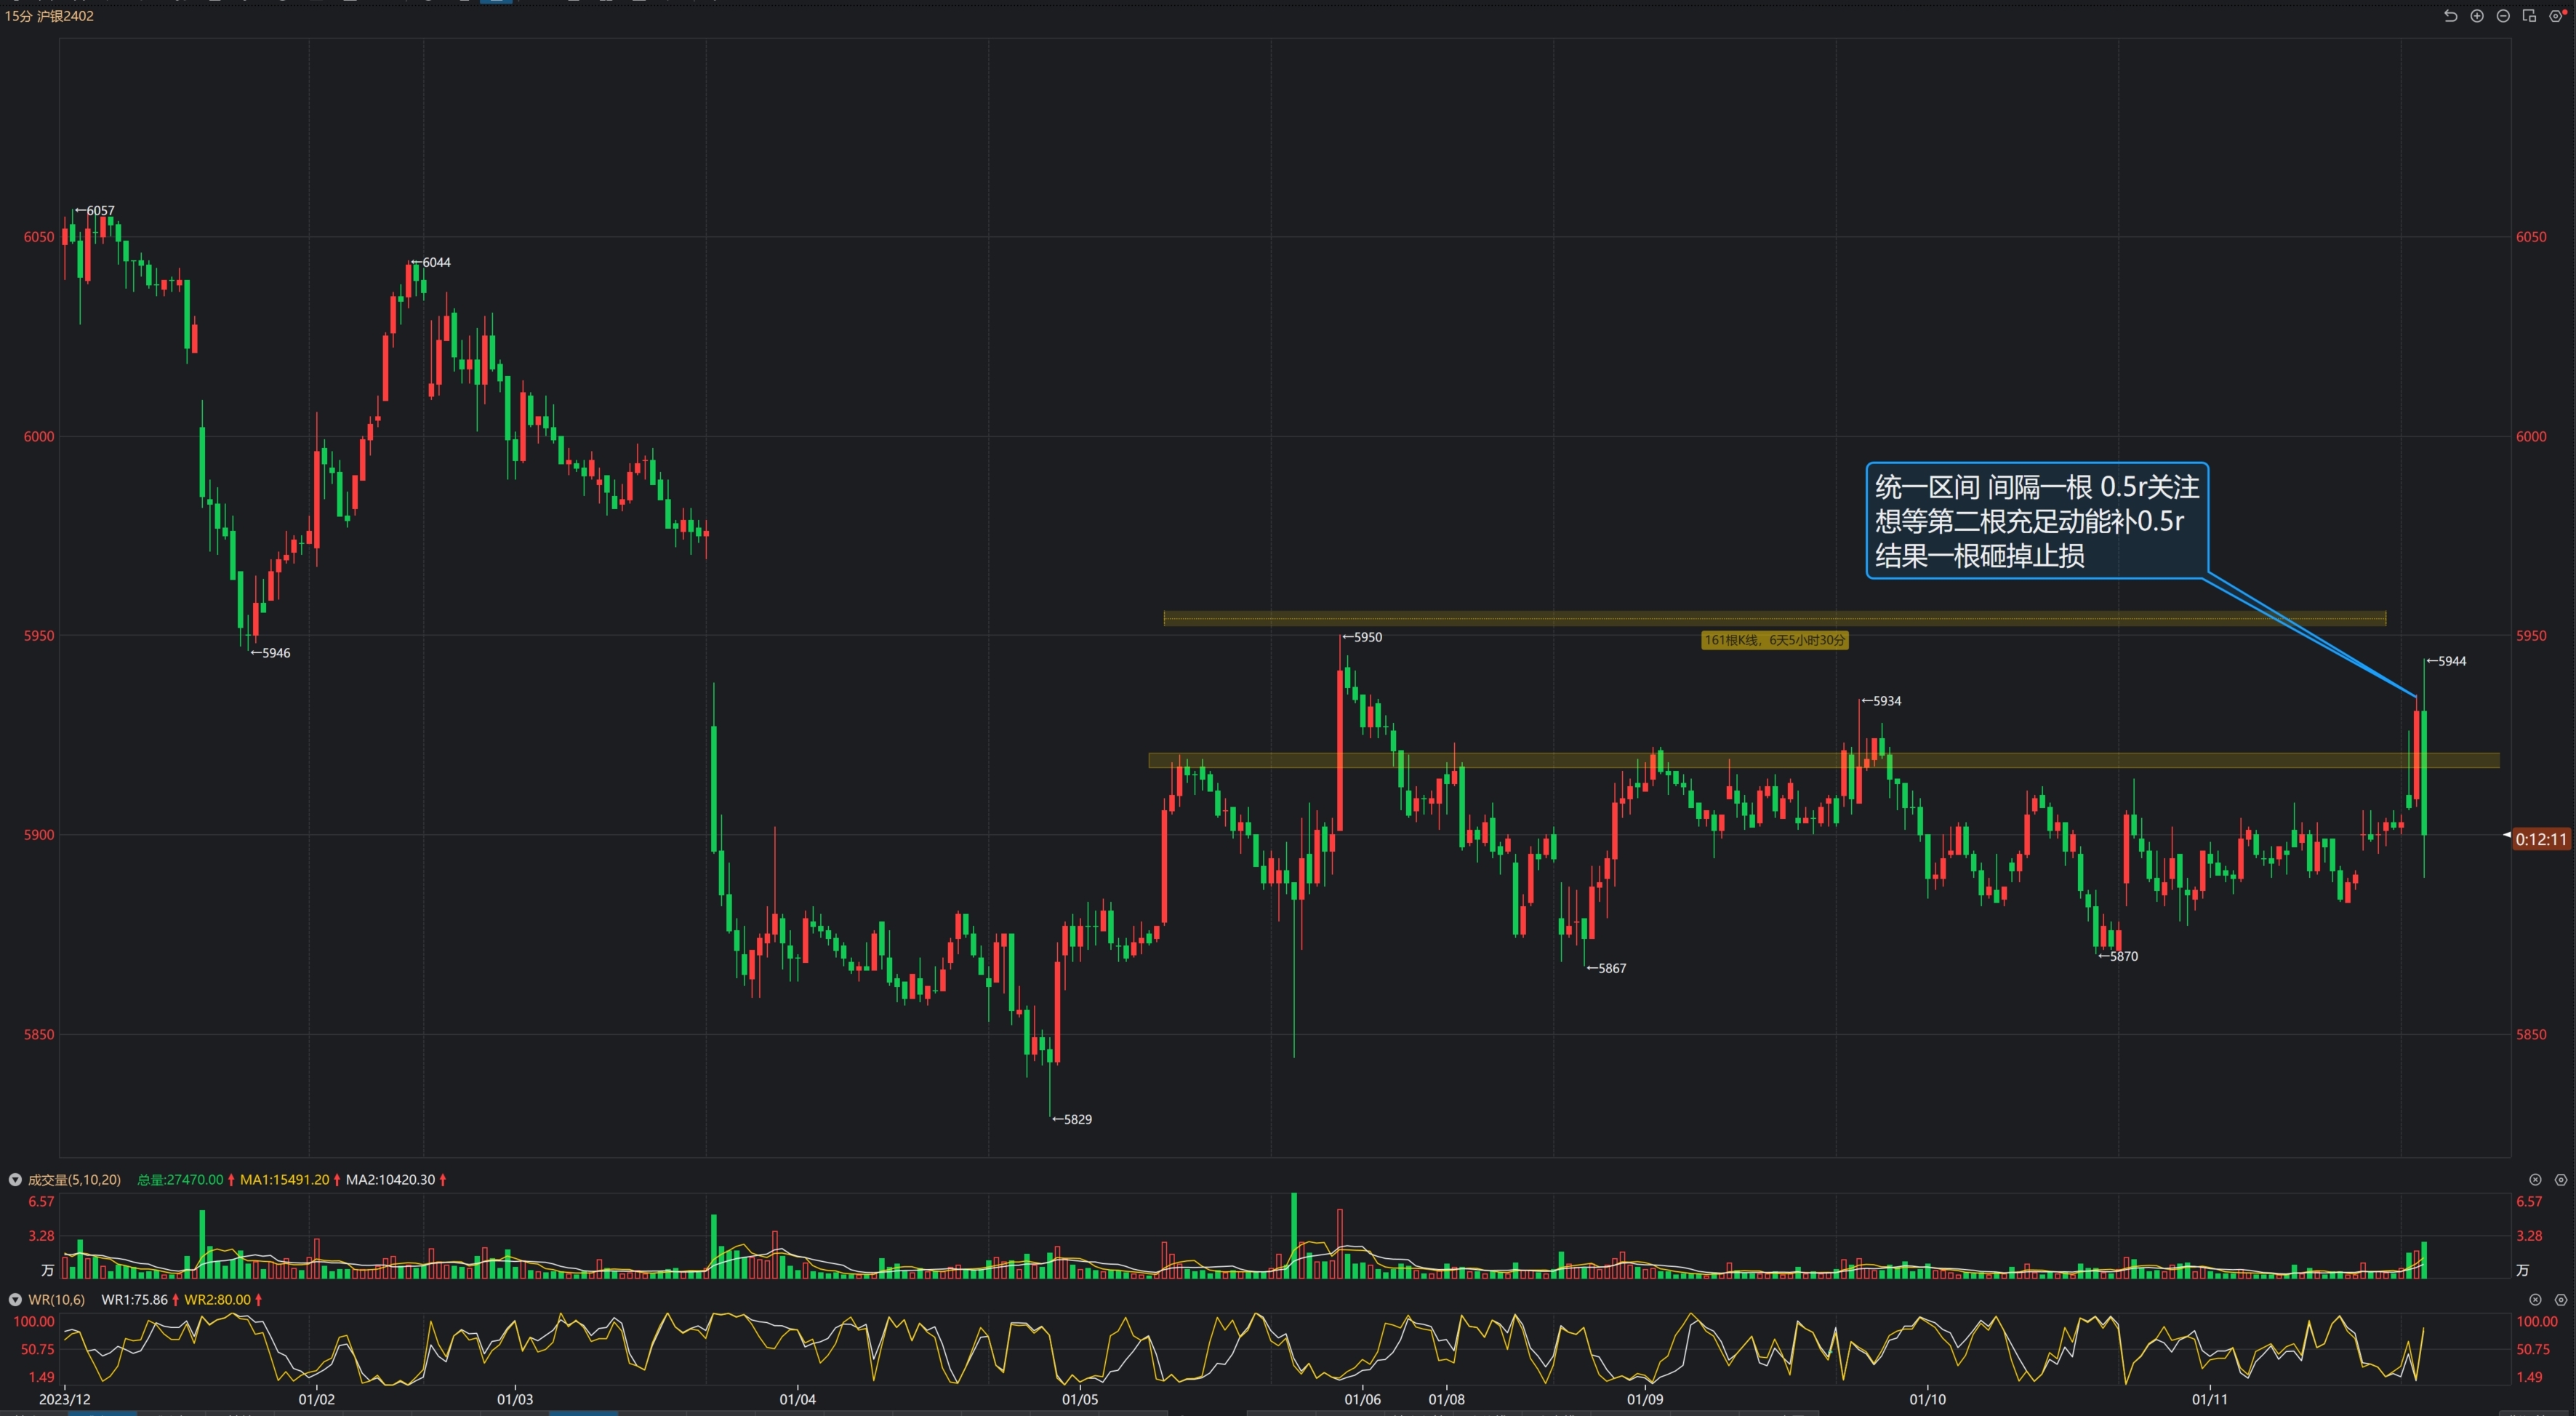 15分 沪银2402
←6057
6050
6050
←6044
6000
6000
统一区间 间隔一根 0.5r关注
想等第二根充足动能补0.5r
结果一根砸掉止损
5950
←5946
←5950
161根K线，6天5小时30分
5950
←5944
←5934
5900
0:12:11
←5867
←5870
5850
5850
←5829
成交量(5,10,20) 总量:27470.00 MA1:15491.20 MA2:10420.30
6.57
6.57
3.28
3.28
万
万
WR(10,6) WR1:75.86 WR2:80.00
100.00
100.00
50.75
50.75
1.49
1.49
2023/12 01/02 01/03 01/04 01/05 01/06 01/08 01/09 01/10 01/11